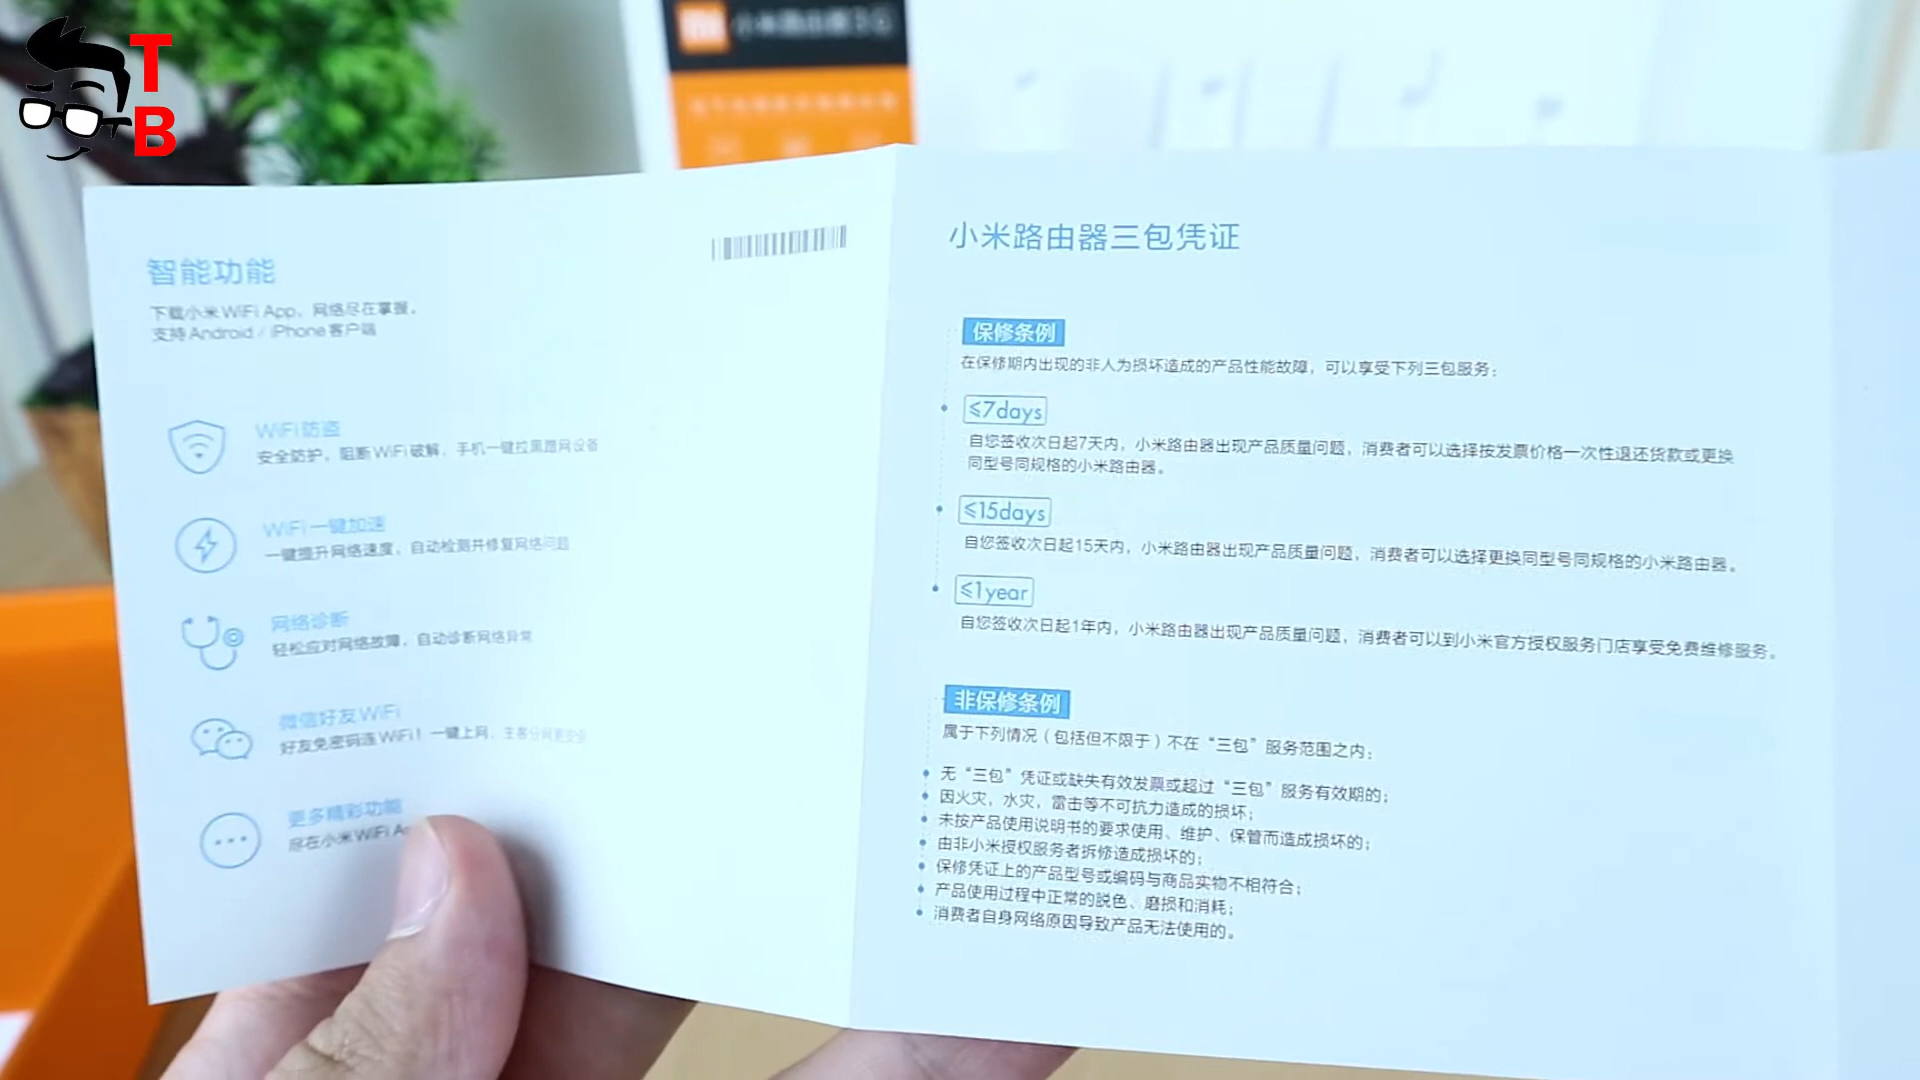 TB
小米路由器3G
智能功能
下载小米WiFi App，网络尽在掌握。
支持Android / iPhone客户端
WiFi防盗
安全防护，阻断WiFi破解，手机一键拉黑蹭网设备
WiFi一键加速
一键提升网络速度，自动检测并修复网络问题
网络诊断
轻松应对网络故障，自动诊断网络异常
微信好友WiFi
好友免密码连WiFi！一键上网，主客分网更安全
更多精彩功能
尽在小米WiFi
小米路由器三包凭证
保修条例
在保修期内出现的非人为损坏造成的产品性能故障，可以享受下列三包服务：
≤7days
自您签收次日起7天内，小米路由器出现产品质量问题，消费者可以选择按发票价格一次性退还货款或更换
同型号同规格的小米路由器。
≤15days
自您签收次日起15天内，小米路由器出现产品质量问题，消费者可以选择更换同型号同规格的小米路由器。
≤1year
自您签收次日起1年内，小米路由器出现产品质量问题，消费者可以到小米官方授权服务门店享受免费维修服务。
非保修条例
属于下列情况（包括但不限于）不在“三包”服务范围之内：
无“三包”凭证或缺失有效发票或超过“三包”服务有效期的；
因火灾，水灾，雷击等不可抗力造成的损坏；
未按产品使用说明书的要求使用、维护、保管而造成损坏的；
由非小米授权服务者拆修造成损坏的；
保修凭证上的产品型号或编码与商品实物不相符合；
产品使用过程中正常的脱色、磨损和消耗；
消费者自身网络原因导致产品无法使用的。